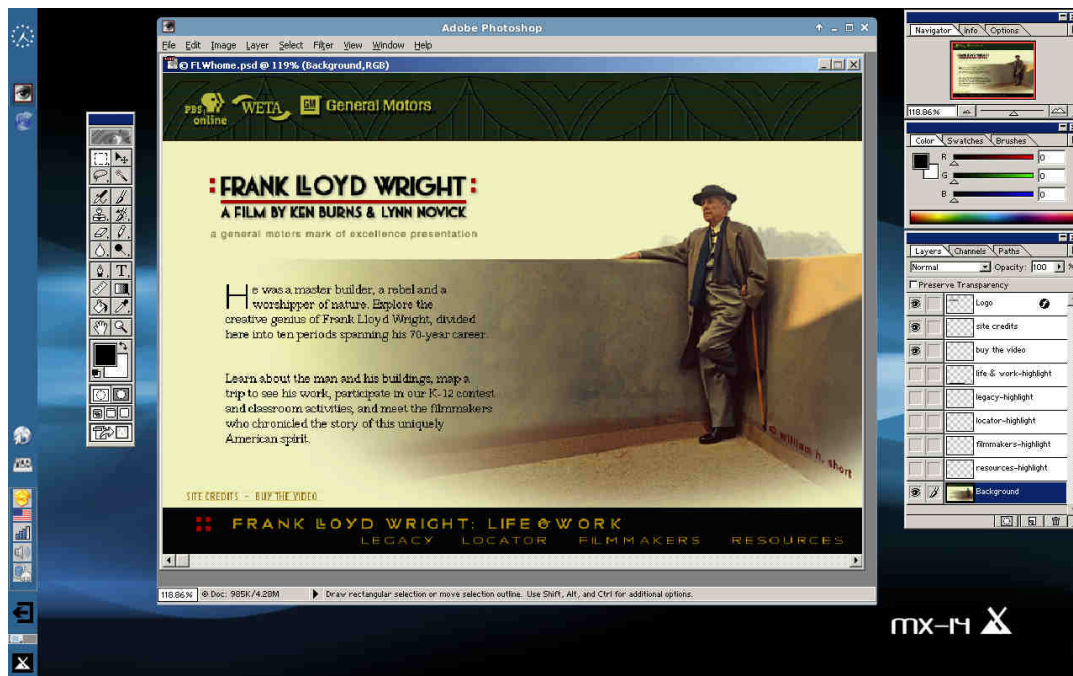 Adobe Photoshop
File Edit Image Layer Select Filter View Window Help
© FLWhome.psd @ 119% (Background,RGB)
PBS online WETA GM General Motors
FRANK LLOYD WRIGHT
A FILM BY KEN BURNS & LYNN NOVICK
a general motors mark of excellence presentation
He was a master builder, a rebel and a
worshipper of nature. Explore the
creative genius of Frank Lloyd Wright, divided
here into ten periods spanning his 70-year career.
Learn about the man and his buildings, map a
trip to see his work, participate in our K-12 contest
and classroom activities, and meet the filmmakers
who chronicled the story of this uniquely
American spirit.
© william h. short
SITE CREDITS - BUY THE VIDEO
FRANK LLOYD WRIGHT: LIFE & WORK
LEGACY LOCATOR FILMMAKERS RESOURCES
118.86% Doc: 985K/4.28M Draw rectangular selection or move selection outline. Use Shift, Alt, and Ctrl for additional options.
Navigator Info Options
118.86%
Color Swatches Brushes
R 0
G 0
B 0
Layers Channels Paths
Normal Opacity: 100 %
Preserve Transparency
Logo
site credits
buy the video
life & work-highlight
legacy-highlight
locator-highlight
filmmakers-highlight
resources-highlight
Background
mx-14